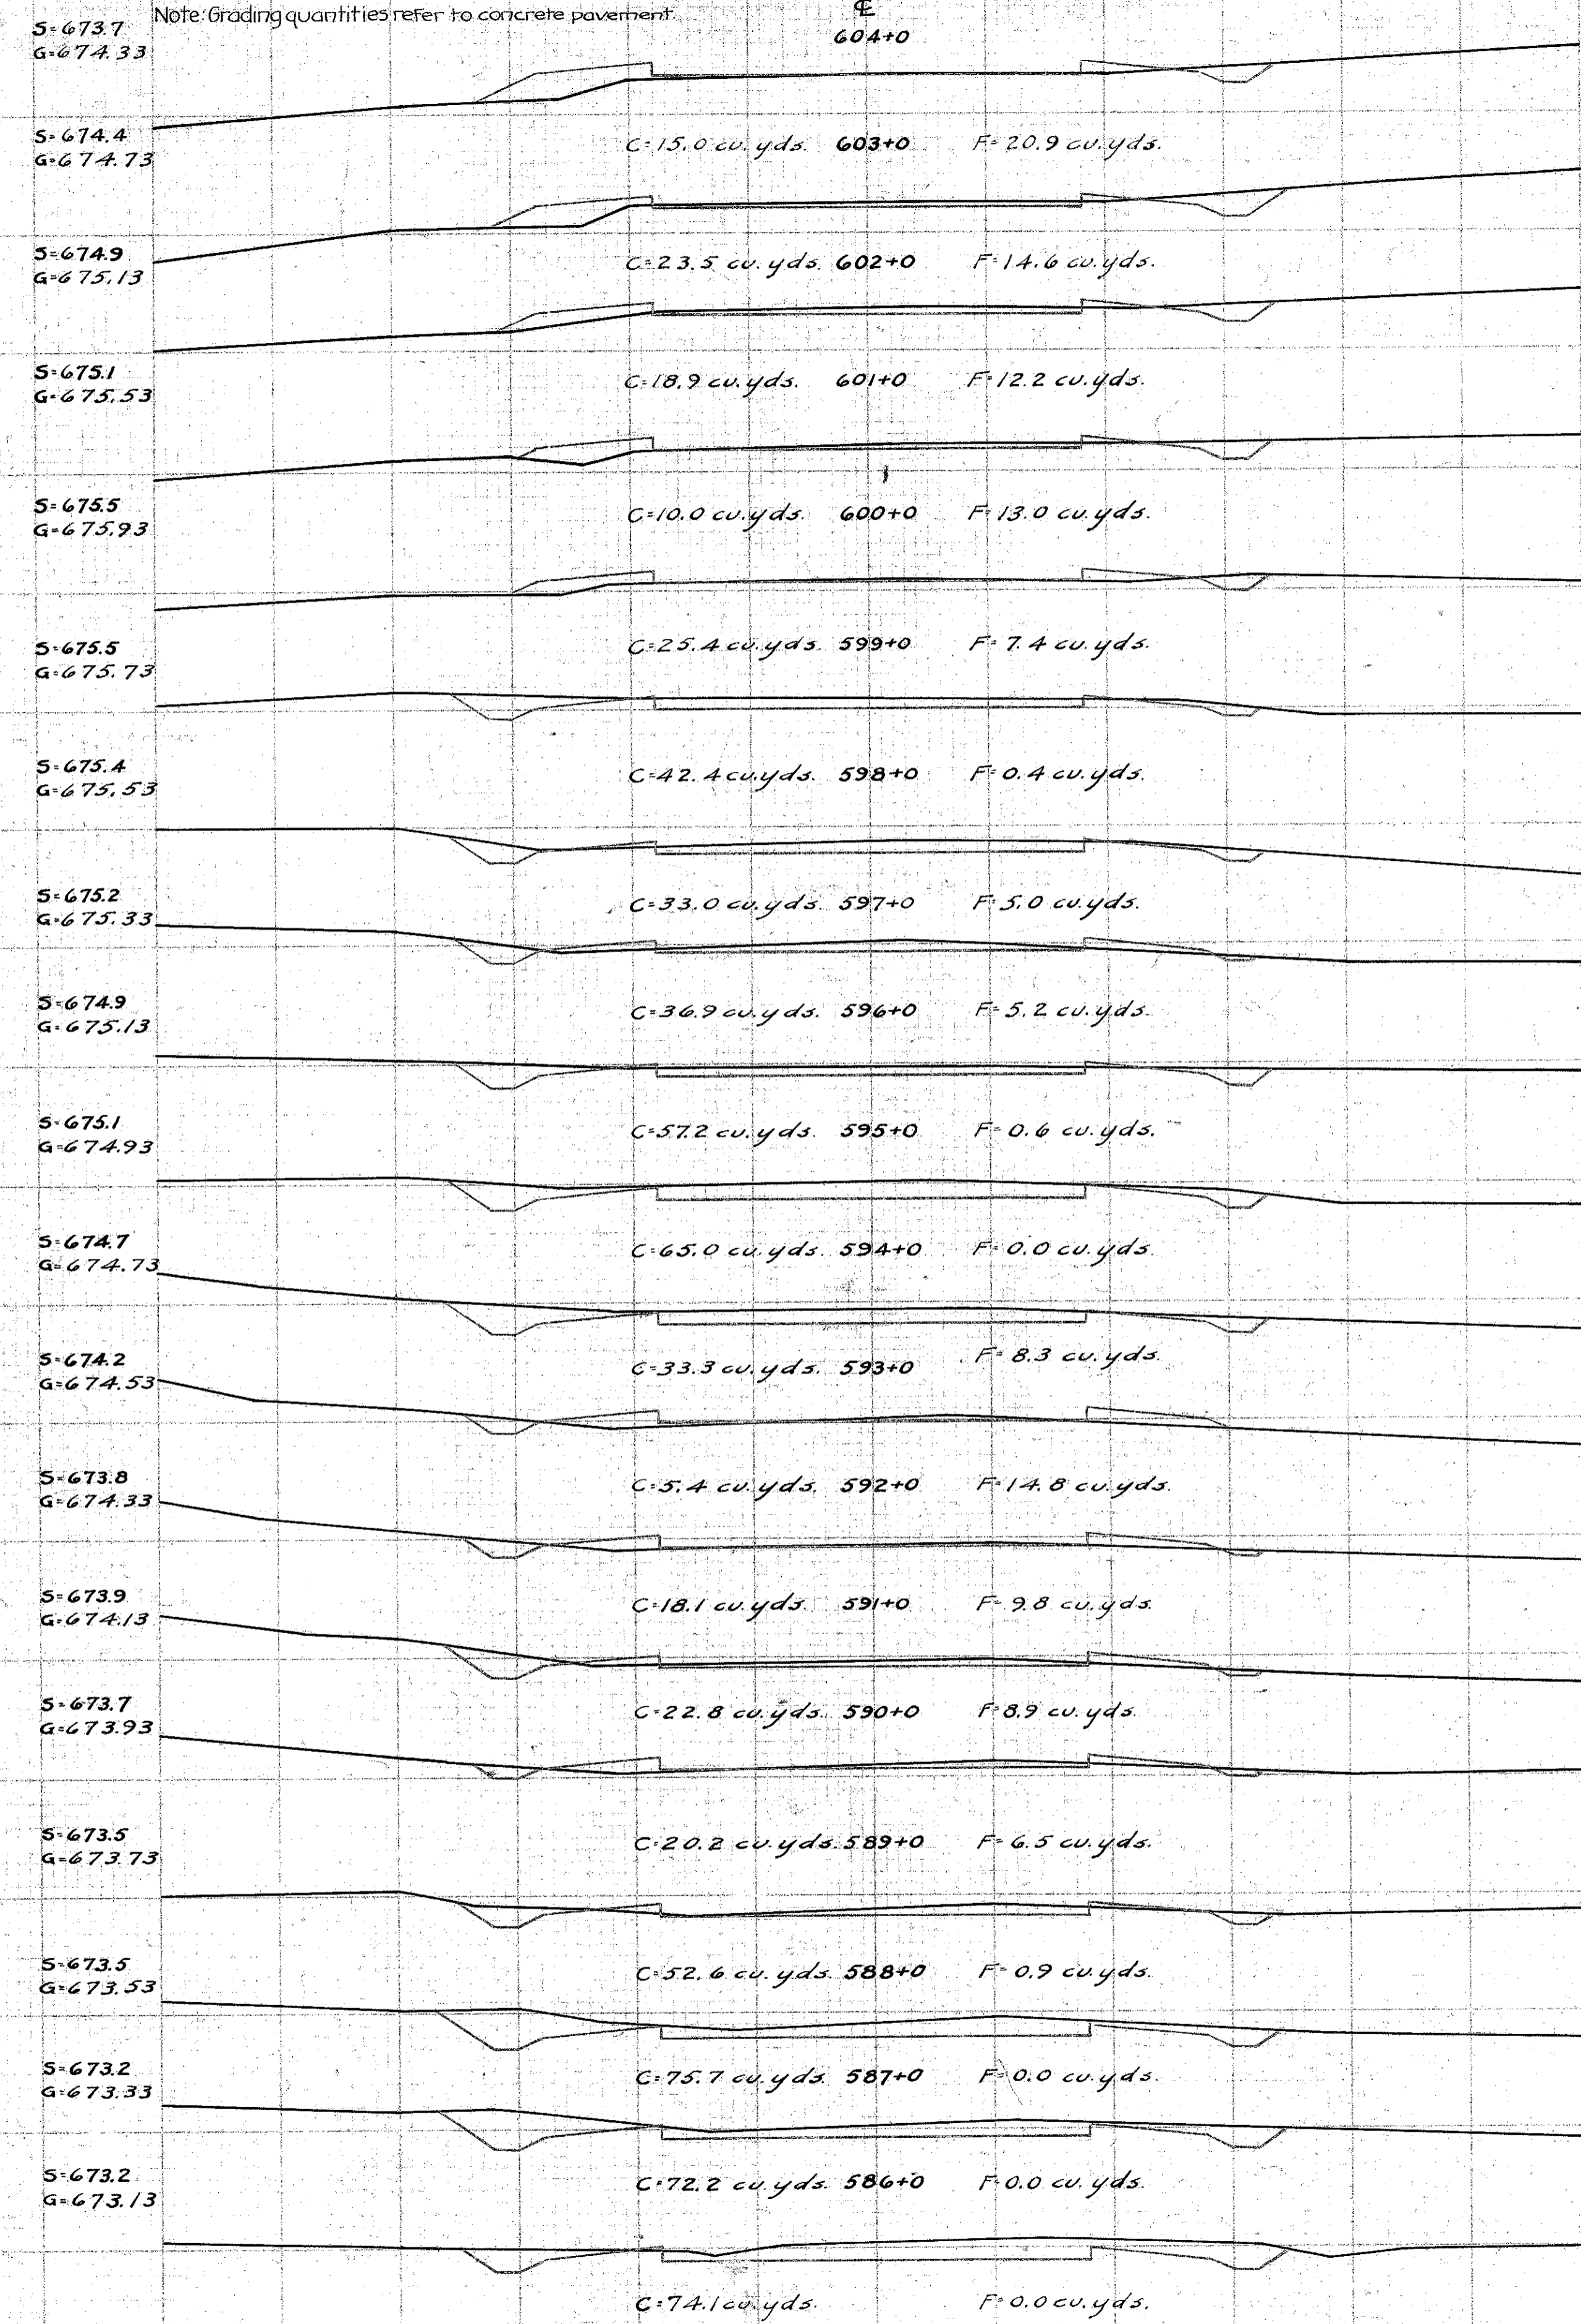 Note: Grading quantities refer to concrete pavement.
℄
S=673.7
604+0
G=674.33
S=674.4
C=15.0 cu. yds. 603+0 F=20.9 cu. yds.
G=674.73
S=674.9
C=23.5 cu. yds. 602+0 F=14.6 cu. yds.
G=675.13
S=675.1
C=18.9 cu. yds. 601+0 F=12.2 cu. yds.
G=675.53
S=675.5
C=10.0 cu. yds. 600+0 F=13.0 cu. yds.
G=675.93
S=675.5
C=25.4 cu. yds. 599+0 F=7.4 cu. yds.
G=675.73
S=675.4
C=42.4 cu. yds. 598+0 F=0.4 cu. yds.
G=675.53
S=675.2
C=33.0 cu. yds. 597+0 F=5.0 cu. yds.
G=675.33
S=674.9
C=36.9 cu. yds. 596+0 F=5.2 cu. yds.
G=675.13
S=675.1
C=57.2 cu. yds. 595+0 F=0.6 cu. yds.
G=674.93
S=674.7
C=65.0 cu. yds. 594+0 F=0.0 cu. yds.
G=674.73
S=674.2
C=33.3 cu. yds. 593+0 F=8.3 cu. yds.
G=674.53
S=673.8
C=5.4 cu. yds. 592+0 F=14.8 cu. yds.
G=674.33
S=673.9
C=18.1 cu. yds. 591+0 F=9.8 cu. yds.
G=674.13
S=673.7
C=22.8 cu. yds. 590+0 F=8.9 cu. yds.
G=673.93
S=673.5
C=20.2 cu. yds. 589+0 F=6.5 cu. yds.
G=673.73
S=673.5
C=52.6 cu. yds. 588+0 F=0.9 cu. yds.
G=673.53
S=673.2
C=75.7 cu. yds. 587+0 F=0.0 cu. yds.
G=673.33
S=673.2
C=72.2 cu. yds. 586+0 F=0.0 cu. yds.
G=673.13
C=74.1 cu. yds. F=0.0 cu. yds.